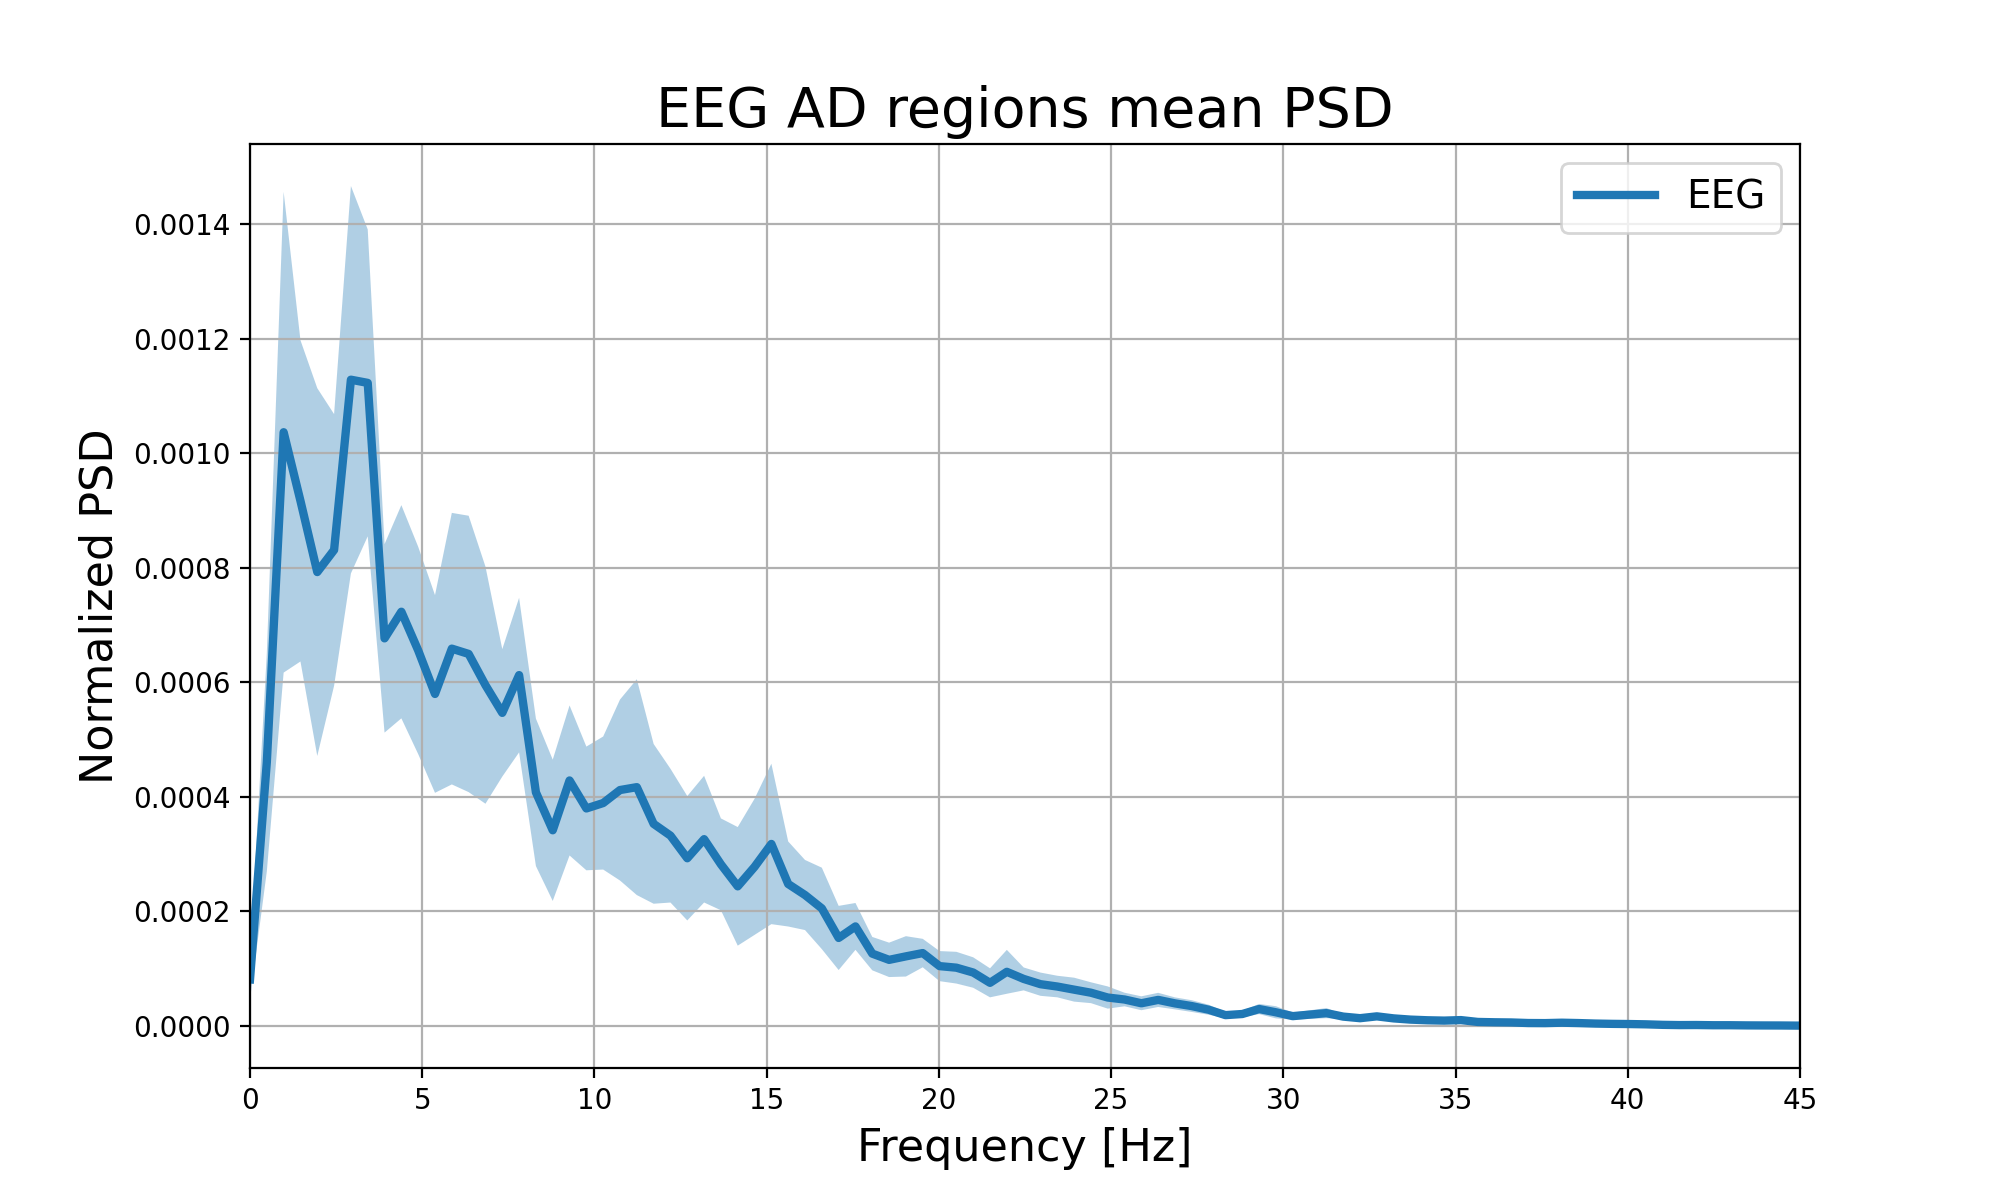 EEG AD regions mean PSD
EEG
Normalized PSD
0.0014
0.0012
0.0010
0.0008
0.0006
0.0004
0.0002
0.0000
0 5 10 15 20 25 30 35 40 45
Frequency [Hz]